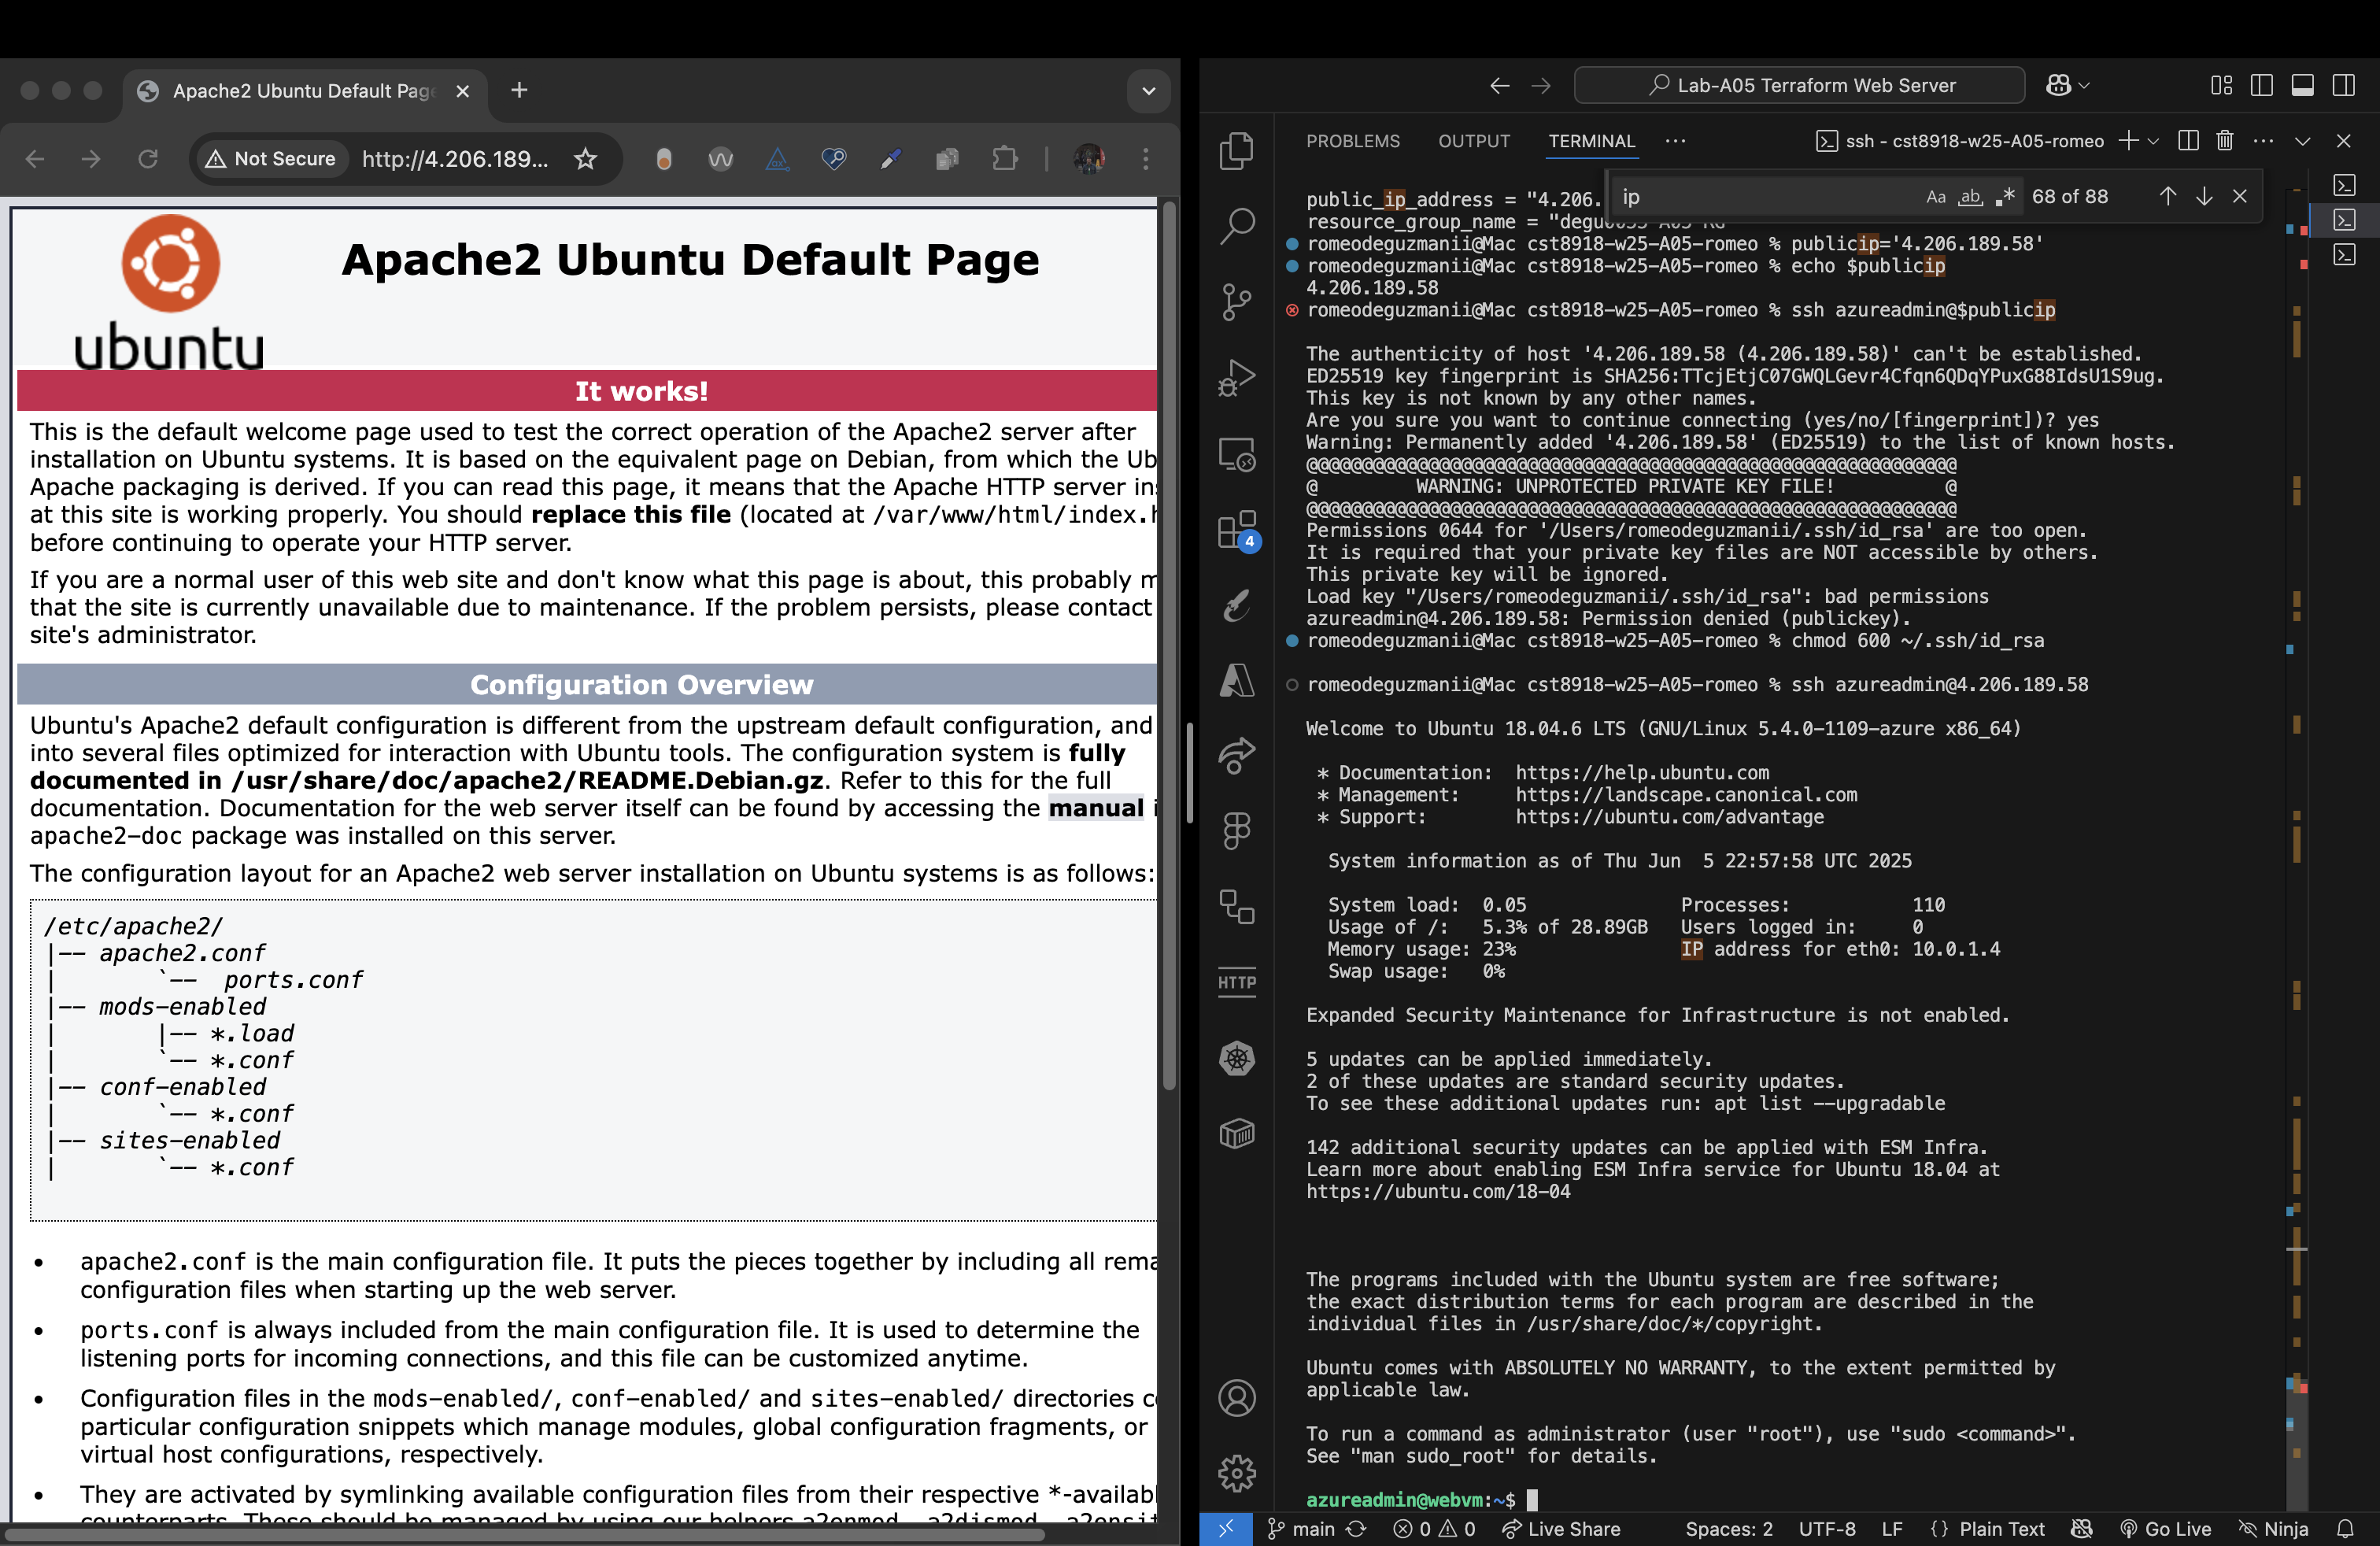 Apache2 Ubuntu Default Page
Not Secure
http://4.206.189...
ubuntu
Apache2 Ubuntu Default Page
It works!
This is the default welcome page used to test the correct operation of the Apache2 server after
installation on Ubuntu systems. It is based on the equivalent page on Debian, from which the Ub
Apache packaging is derived. If you can read this page, it means that the Apache HTTP server in
at this site is working properly. You should replace this file (located at /var/www/html/index.
before continuing to operate your HTTP server.
If you are a normal user of this web site and don't know what this page is about, this probably m
that the site is currently unavailable due to maintenance. If the problem persists, please contact
site's administrator.
Configuration Overview
Ubuntu's Apache2 default configuration is different from the upstream default configuration, and
into several files optimized for interaction with Ubuntu tools. The configuration system is fully
documented in /usr/share/doc/apache2/README.Debian.gz. Refer to this for the full
documentation. Documentation for the web server itself can be found by accessing the manual i
apache2-doc package was installed on this server.
The configuration layout for an Apache2 web server installation on Ubuntu systems is as follows:
/etc/apache2/
|-- apache2.conf
|       `--  ports.conf
|-- mods-enabled
|       |-- *.load
|       `-- *.conf
|-- conf-enabled
|       `-- *.conf
|-- sites-enabled
|       `-- *.conf
• apache2.conf is the main configuration file. It puts the pieces together by including all rema
configuration files when starting up the web server.
• ports.conf is always included from the main configuration file. It is used to determine the
listening ports for incoming connections, and this file can be customized anytime.
• Configuration files in the mods-enabled/, conf-enabled/ and sites-enabled/ directories c
particular configuration snippets which manage modules, global configuration fragments, or
virtual host configurations, respectively.
• They are activated by symlinking available configuration files from their respective *-availabl
counterparts. These should be managed by using our helpers a2enmod, a2dismod, a2ensit
Lab-A05 Terraform Web Server
PROBLEMS OUTPUT TERMINAL ··· ssh - cst8918-w25-A05-romeo
ip Aa ab 68 of 88
4
HTTP
public_ip_address = "4.206.
resource_group_name = "degu0035-A05-RG
romeodeguzmanii@Mac cst8918-w25-A05-romeo % publicip='4.206.189.58'
romeodeguzmanii@Mac cst8918-w25-A05-romeo % echo $publicip
4.206.189.58
romeodeguzmanii@Mac cst8918-w25-A05-romeo % ssh azureadmin@$publicip
The authenticity of host '4.206.189.58 (4.206.189.58)' can't be established.
ED25519 key fingerprint is SHA256:TTcjEtjC07GWQLGevr4Cfqn6QDqYPuxG88IdsU1S9ug.
This key is not known by any other names.
Are you sure you want to continue connecting (yes/no/[fingerprint])? yes
Warning: Permanently added '4.206.189.58' (ED25519) to the list of known hosts.
@@@@@@@@@@@@@@@@@@@@@@@@@@@@@@@@@@@@@@@@@@@@@@@@@@@@@@@@@@@
@         WARNING: UNPROTECTED PRIVATE KEY FILE!          @
@@@@@@@@@@@@@@@@@@@@@@@@@@@@@@@@@@@@@@@@@@@@@@@@@@@@@@@@@@@
Permissions 0644 for '/Users/romeodeguzmanii/.ssh/id_rsa' are too open.
It is required that your private key files are NOT accessible by others.
This private key will be ignored.
Load key "/Users/romeodeguzmanii/.ssh/id_rsa": bad permissions
azureadmin@4.206.189.58: Permission denied (publickey).
romeodeguzmanii@Mac cst8918-w25-A05-romeo % chmod 600 ~/.ssh/id_rsa
romeodeguzmanii@Mac cst8918-w25-A05-romeo % ssh azureadmin@4.206.189.58
Welcome to Ubuntu 18.04.6 LTS (GNU/Linux 5.4.0-1109-azure x86_64)
* Documentation:  https://help.ubuntu.com
* Management:     https://landscape.canonical.com
* Support:        https://ubuntu.com/advantage
System information as of Thu Jun  5 22:57:58 UTC 2025
System load:  0.05              Processes:           110
Usage of /:   5.3% of 28.89GB   Users logged in:     0
Memory usage: 23%               IP address for eth0: 10.0.1.4
Swap usage:   0%
Expanded Security Maintenance for Infrastructure is not enabled.
5 updates can be applied immediately.
2 of these updates are standard security updates.
To see these additional updates run: apt list --upgradable
142 additional security updates can be applied with ESM Infra.
Learn more about enabling ESM Infra service for Ubuntu 18.04 at
https://ubuntu.com/18-04
The programs included with the Ubuntu system are free software;
the exact distribution terms for each program are described in the
individual files in /usr/share/doc/*/copyright.
Ubuntu comes with ABSOLUTELY NO WARRANTY, to the extent permitted by
applicable law.
To run a command as administrator (user "root"), use "sudo <command>".
See "man sudo_root" for details.
azureadmin@webvm:~$
main 0 0 Live Share Spaces: 2 UTF-8 LF {} Plain Text Go Live Ninja